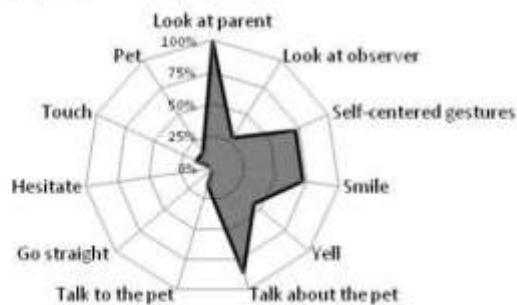 Look at parent
100%
Pet
Look at observer
75%
50%
Touch
Self-centered gestures
25%
0%
Hesitate
Smile
Go straight
Yell
Talk to the pet
Talk about the pet